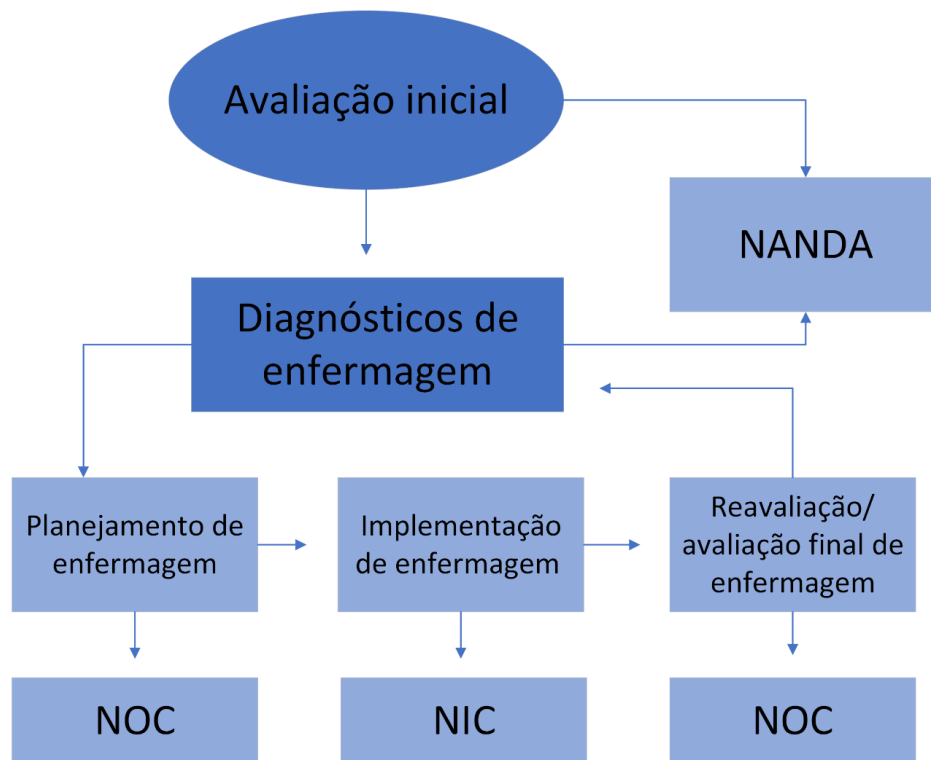 Avaliação inicial
NANDA
Diagnósticos de
enfermagem
Planejamento de
enfermagem
Implementação
de enfermagem
Reavaliação/
avaliação final de
enfermagem
NOC
NIC
NOC